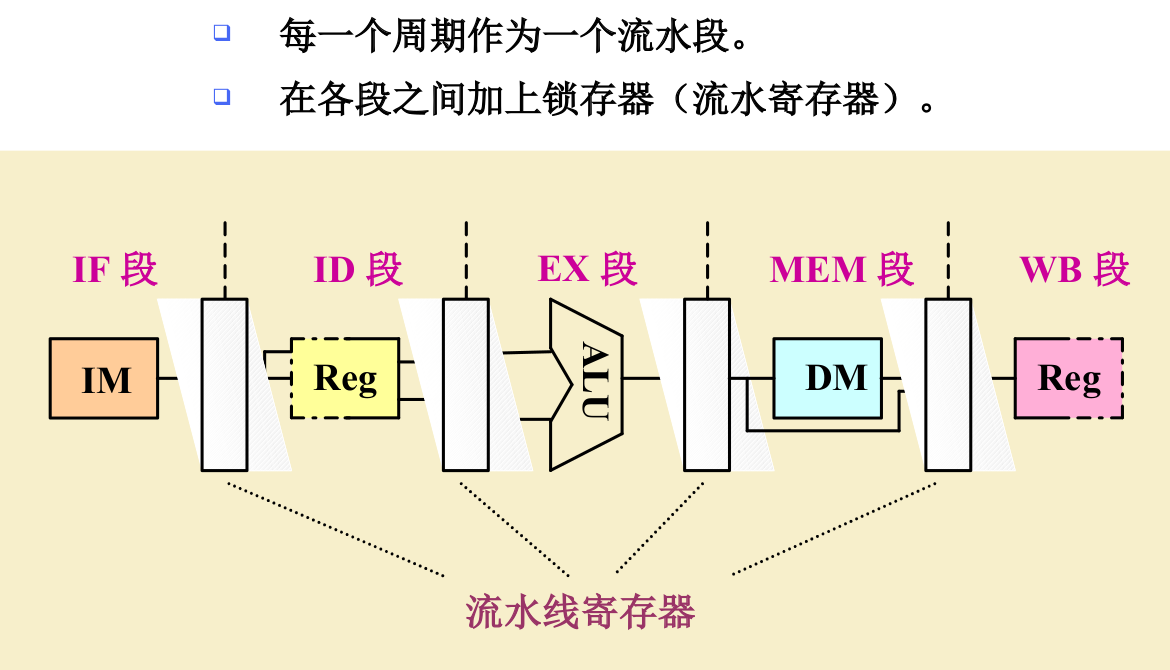 每一个周期作为一个流水段。
在各段之间加上锁存器（流水寄存器）。
IF 段 ID 段 EX 段 MEM 段 WB 段
IM Reg ALU DM Reg
流水线寄存器